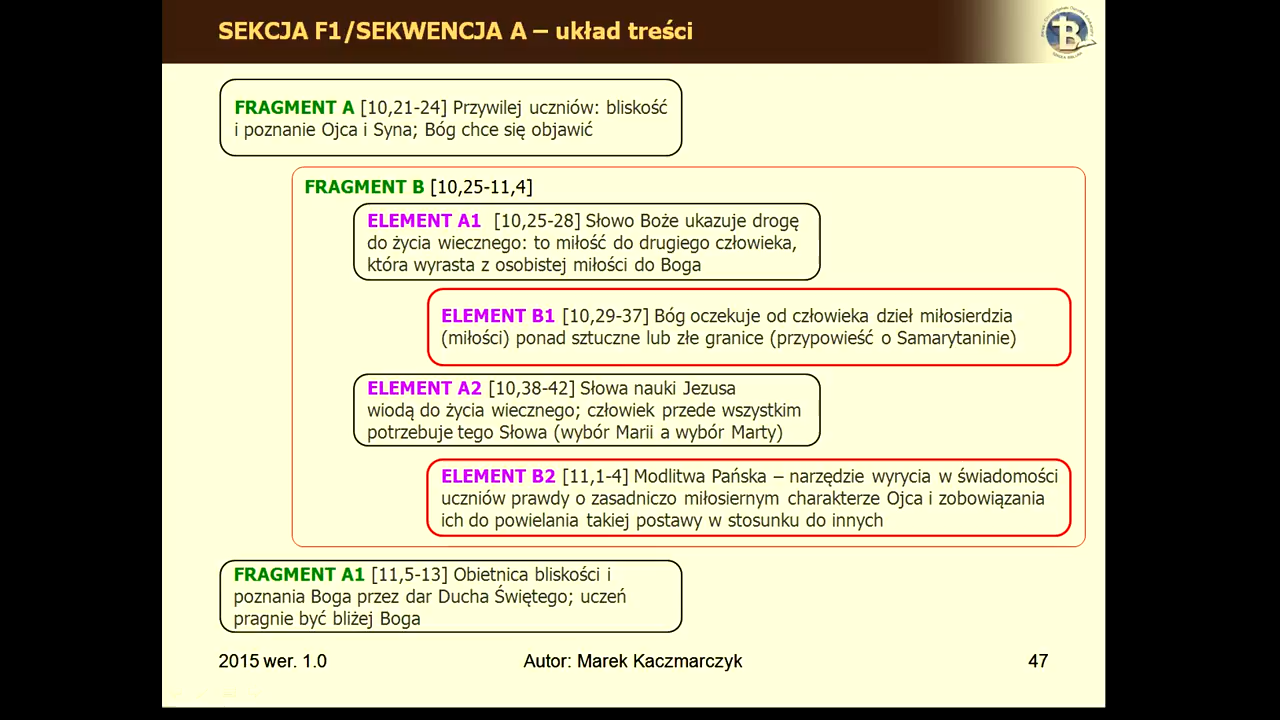 SEKCJA F1/SEKWENCJA A – układ treści
B
FRAGMENT A [10,21-24] Przywilej uczniów: bliskość
i poznanie Ojca i Syna; Bóg chce się objawić
FRAGMENT B [10,25-11,4]
ELEMENT A1 [10,25-28] Słowo Boże ukazuje drogę
do życia wiecznego: to miłość do drugiego człowieka,
która wyrasta z osobistej miłości do Boga
ELEMENT B1 [10,29-37] Bóg oczekuje od człowieka dzieł miłosierdzia
(miłości) ponad sztuczne lub złe granice (przypowieść o Samarytaninie)
ELEMENT A2 [10,38-42] Słowa nauki Jezusa
wiodą do życia wiecznego; człowiek przede wszystkim
potrzebuje tego Słowa (wybór Marii a wybór Marty)
ELEMENT B2 [11,1-4] Modlitwa Pańska – narzędzie wyrycia w świadomości
uczniów prawdy o zasadniczo miłosiernym charakterze Ojca i zobowiązania
ich do powielania takiej postawy w stosunku do innych
FRAGMENT A1 [11,5-13] Obietnica bliskości i
poznania Boga przez dar Ducha Świętego; uczeń
pragnie być bliżej Boga
2015 wer. 1.0
Autor: Marek Kaczmarczyk
47